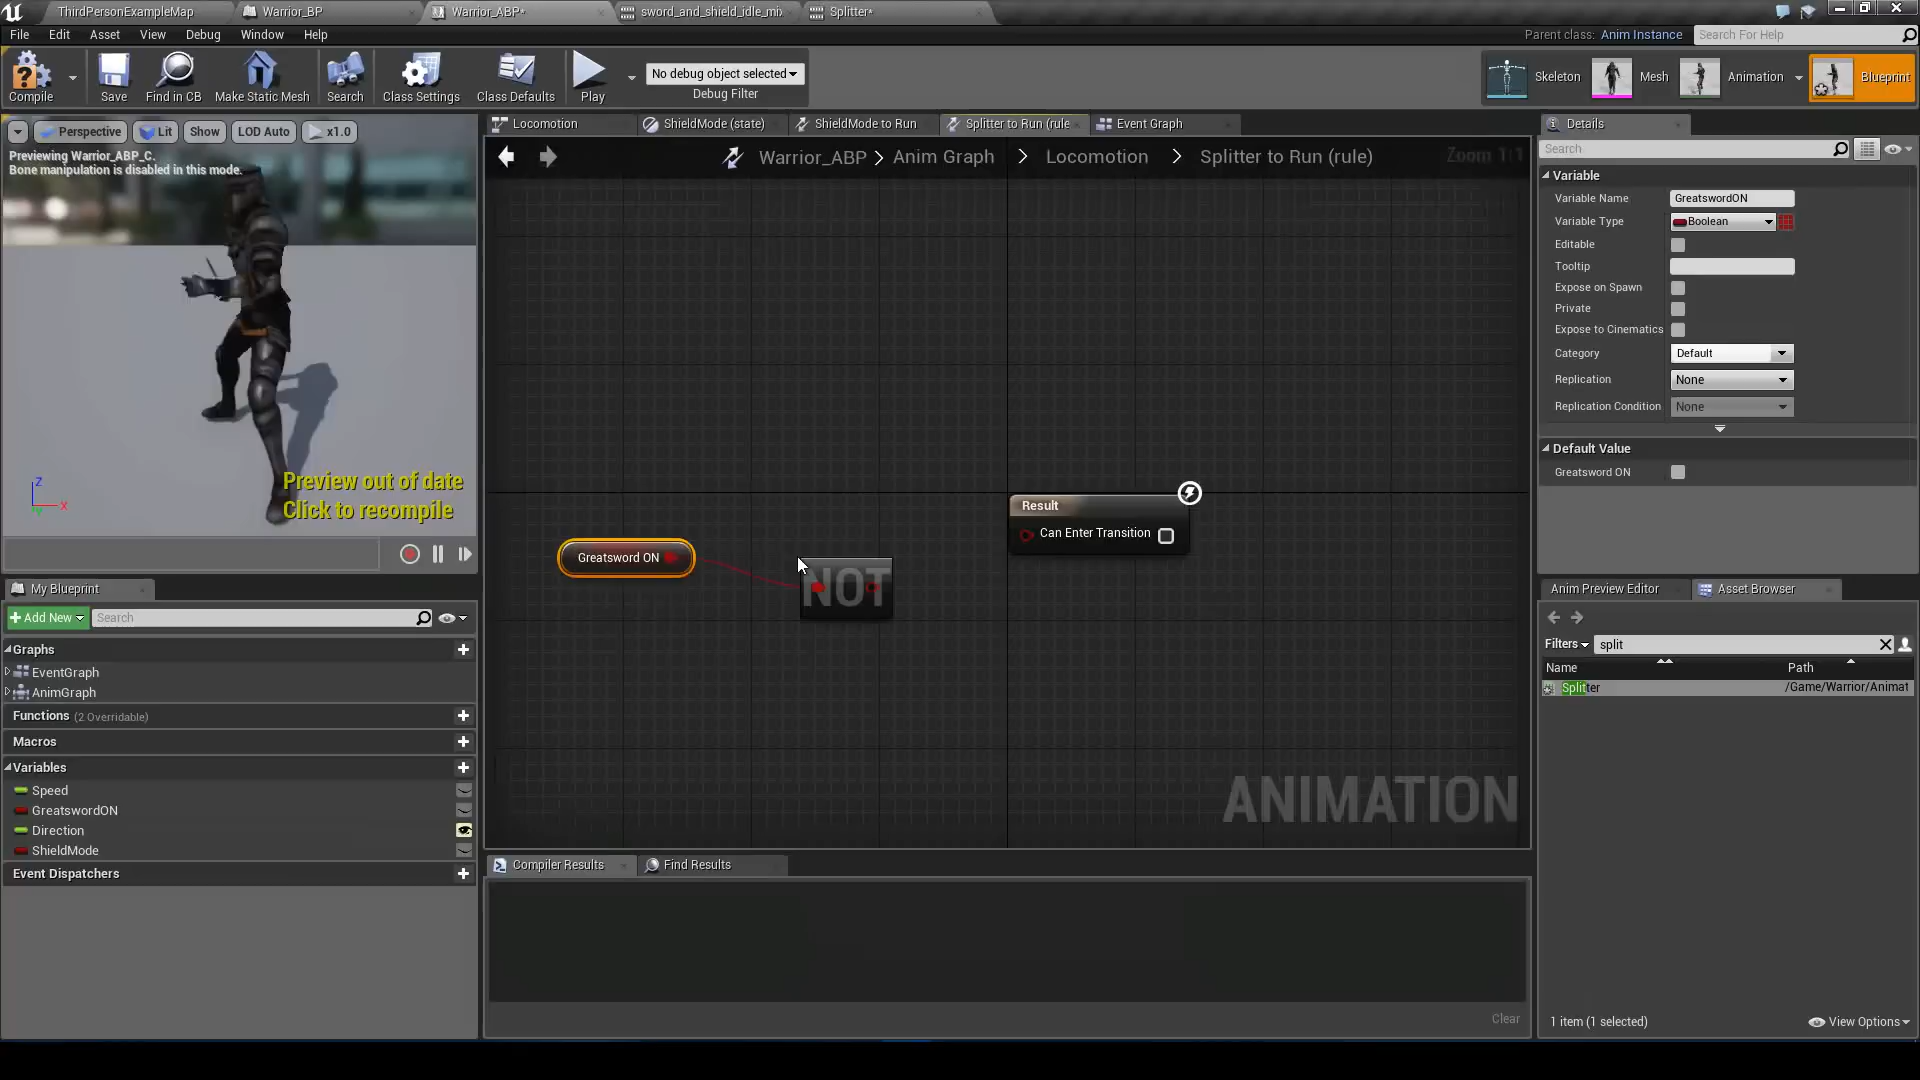 ThirdPersonExampleMap
Warrior_BP
Warrior_ABP*
sword_and_shield_idle_mix
Splitter*
File Edit Asset View Debug Window Help
Parent class: Anim Instance
Search For Help
Compile
Save
Find in CB
Make Static Mesh
Search
Class Settings
Class Defaults
Play
No debug object selected
Debug Filter
Skeleton
Mesh
Animation
Blueprint
Perspective
Lit
Show
LOD Auto
x1.0
Previewing Warrior_ABP_C.
Bone manipulation is disabled in this mode.
Preview out of date
Click to recompile
Z
X
Locomotion
ShieldMode (state)
ShieldMode to Run
Splitter to Run (rule
Event Graph
Warrior_ABP > Anim Graph > Locomotion > Splitter to Run (rule)
Zoom 1:1
Greatsword ON
NOT
Result
Can Enter Transition
ANIMATION
My Blueprint
Add New
Search
Graphs
EventGraph
AnimGraph
Functions (2 Overridable)
Macros
Variables
Speed
GreatswordON
Direction
ShieldMode
Event Dispatchers
Compiler Results
Find Results
Clear
Details
Search
Variable
Variable Name GreatswordON
Variable Type Boolean
Editable
Tooltip
Expose on Spawn
Private
Expose to Cinematics
Category Default
Replication None
Replication Condition None
Default Value
Greatsword ON
Anim Preview Editor
Asset Browser
Filters
split
Name Path
Splitter /Game/Warrior/Animat
1 item (1 selected)
View Options